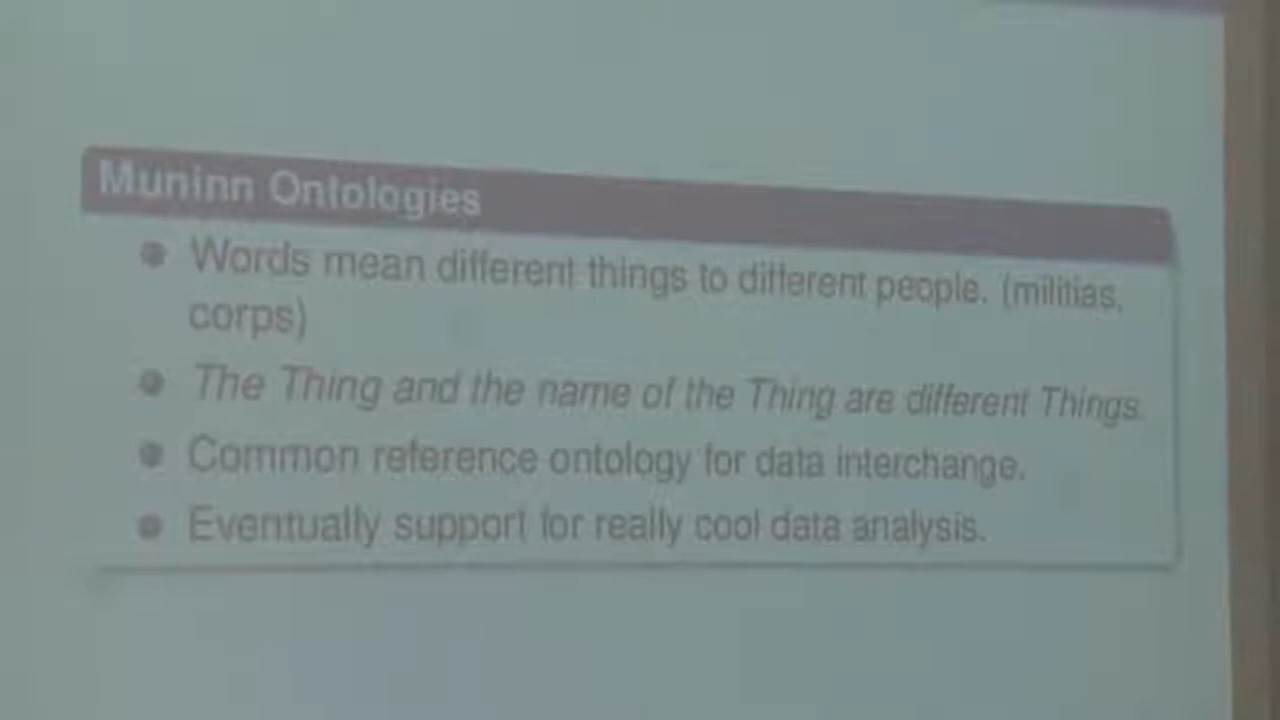 Muninn Ontologies
Words mean different things to different people. (militias,
corps)
The Thing and the name of the Thing are different Things.
Common reference ontology for data interchange.
Eventually support for really cool data analysis.